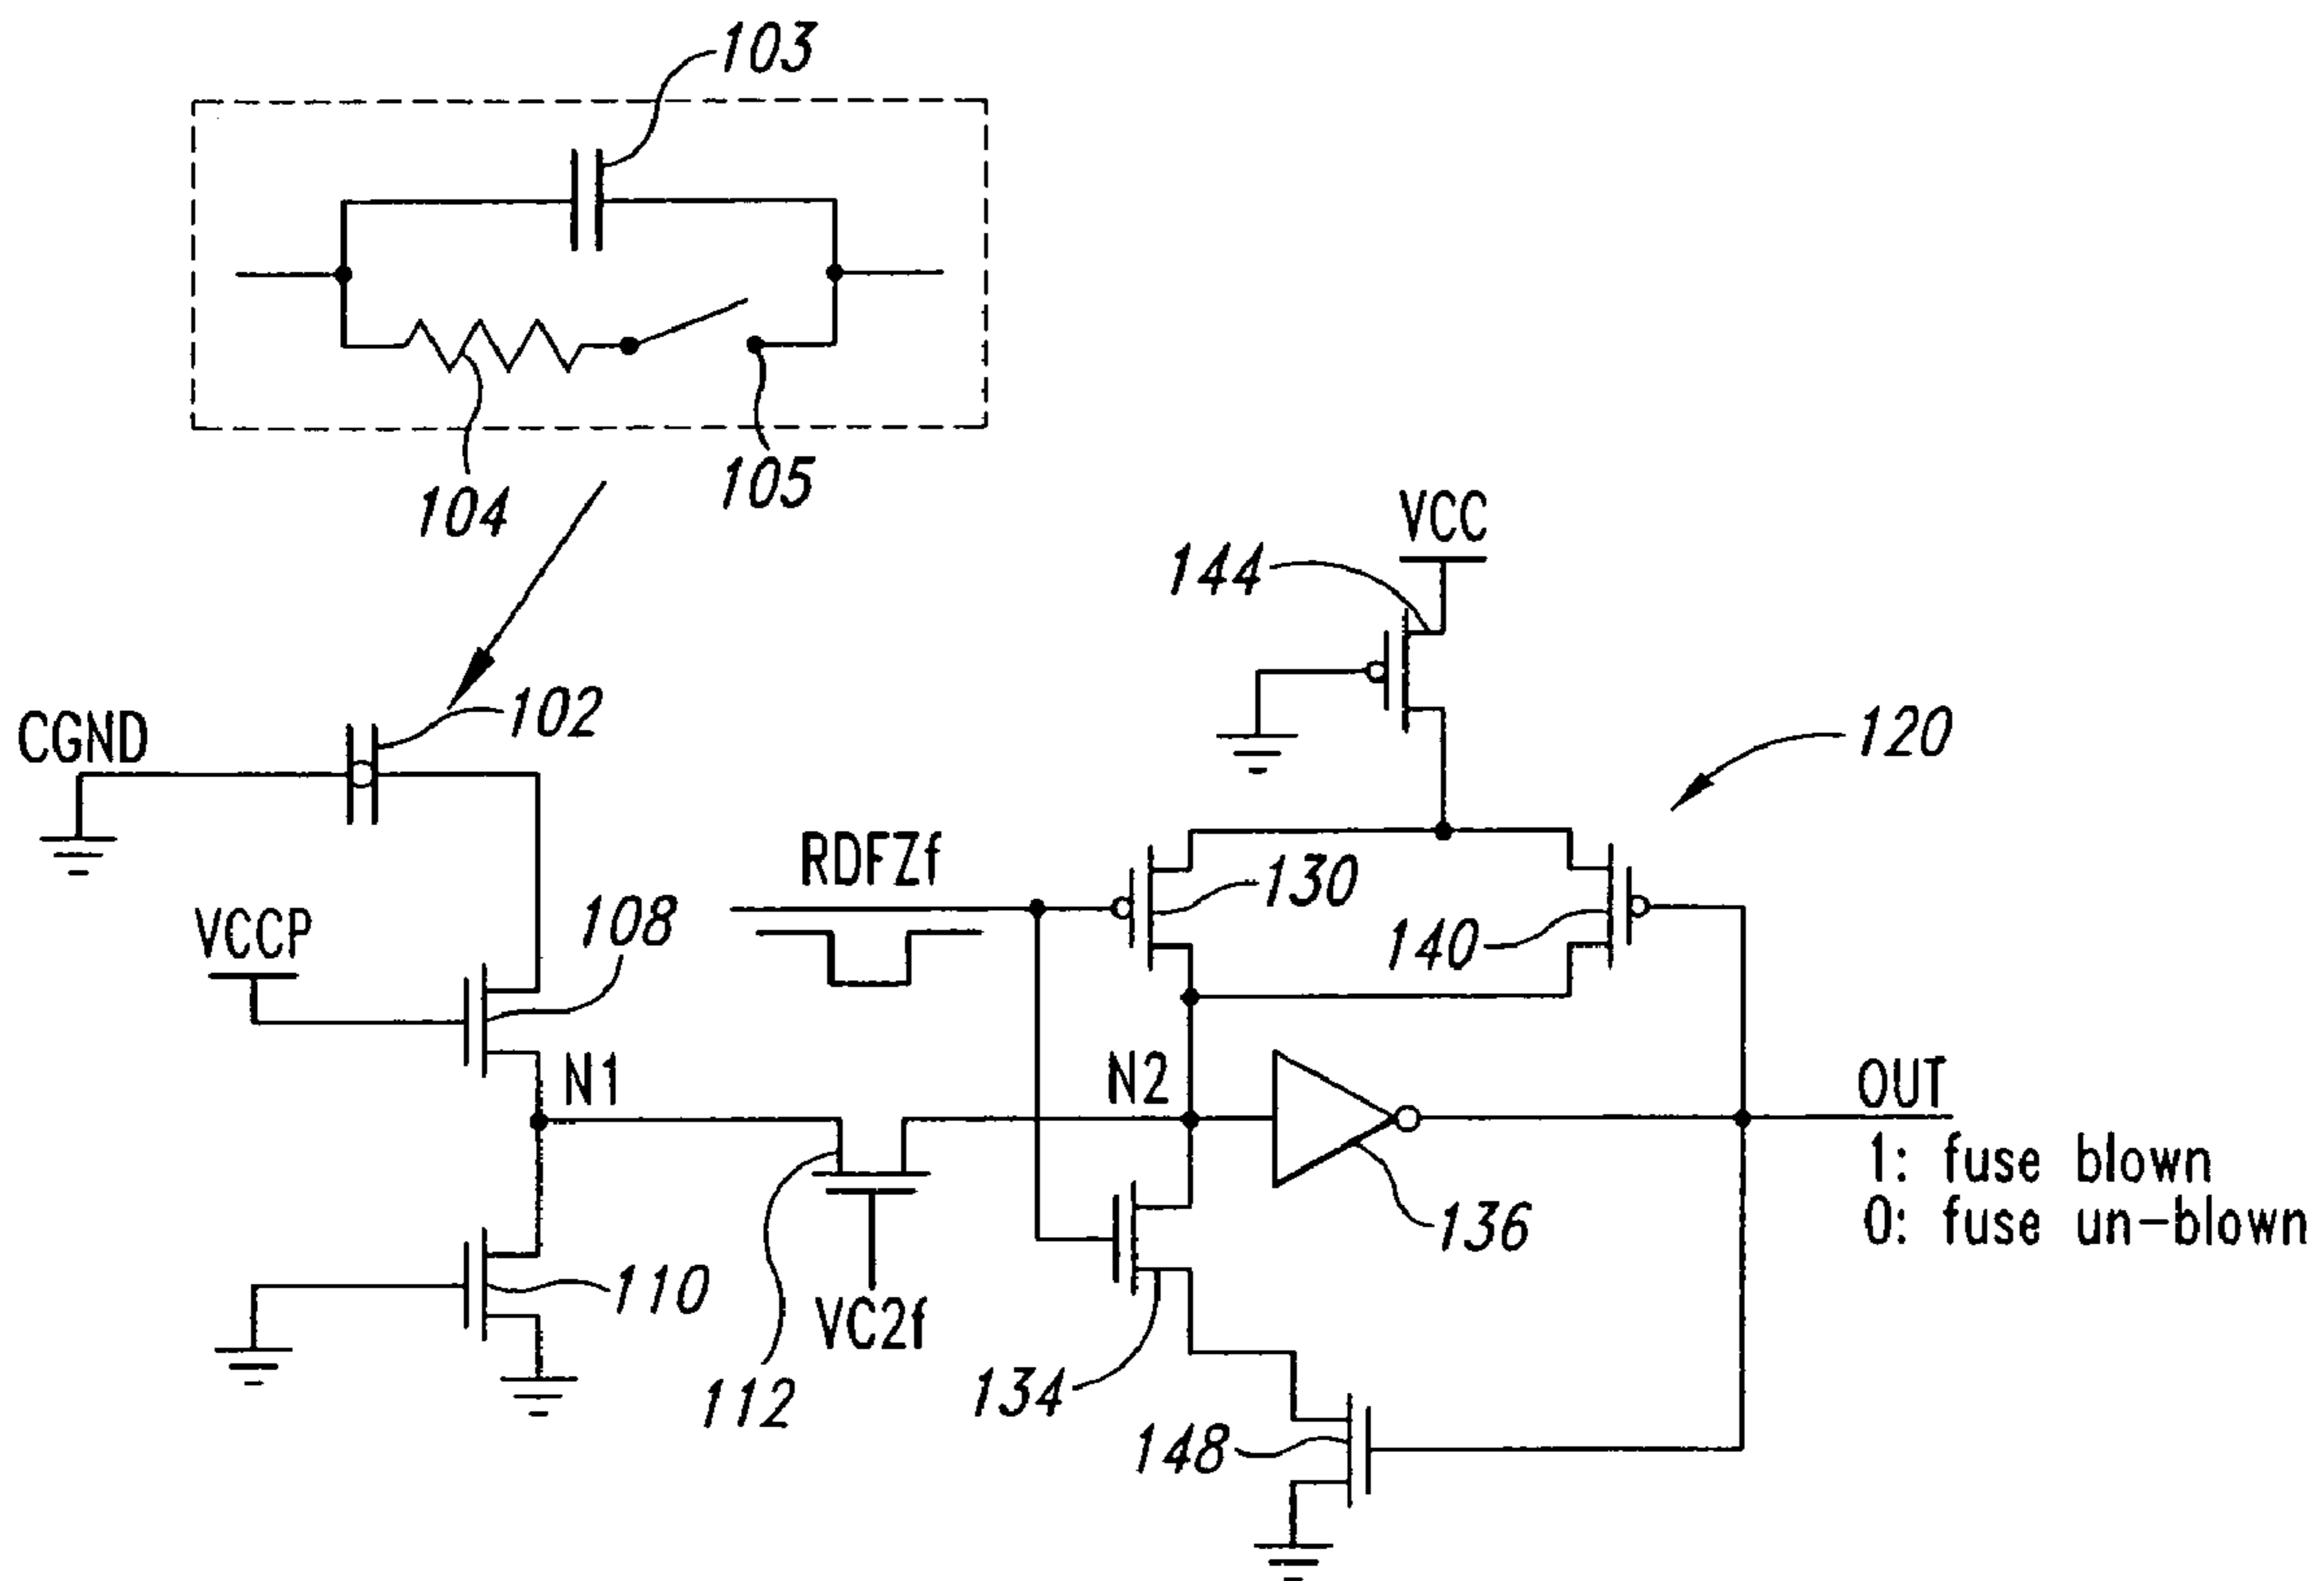 103
104
105
VCC
144
102
CGND
120
RDFZf
130
108
VCCP
140
N1
N2
OUT
1: fuse blown
0: fuse un-blown
136
110
VC2f
112
134
148